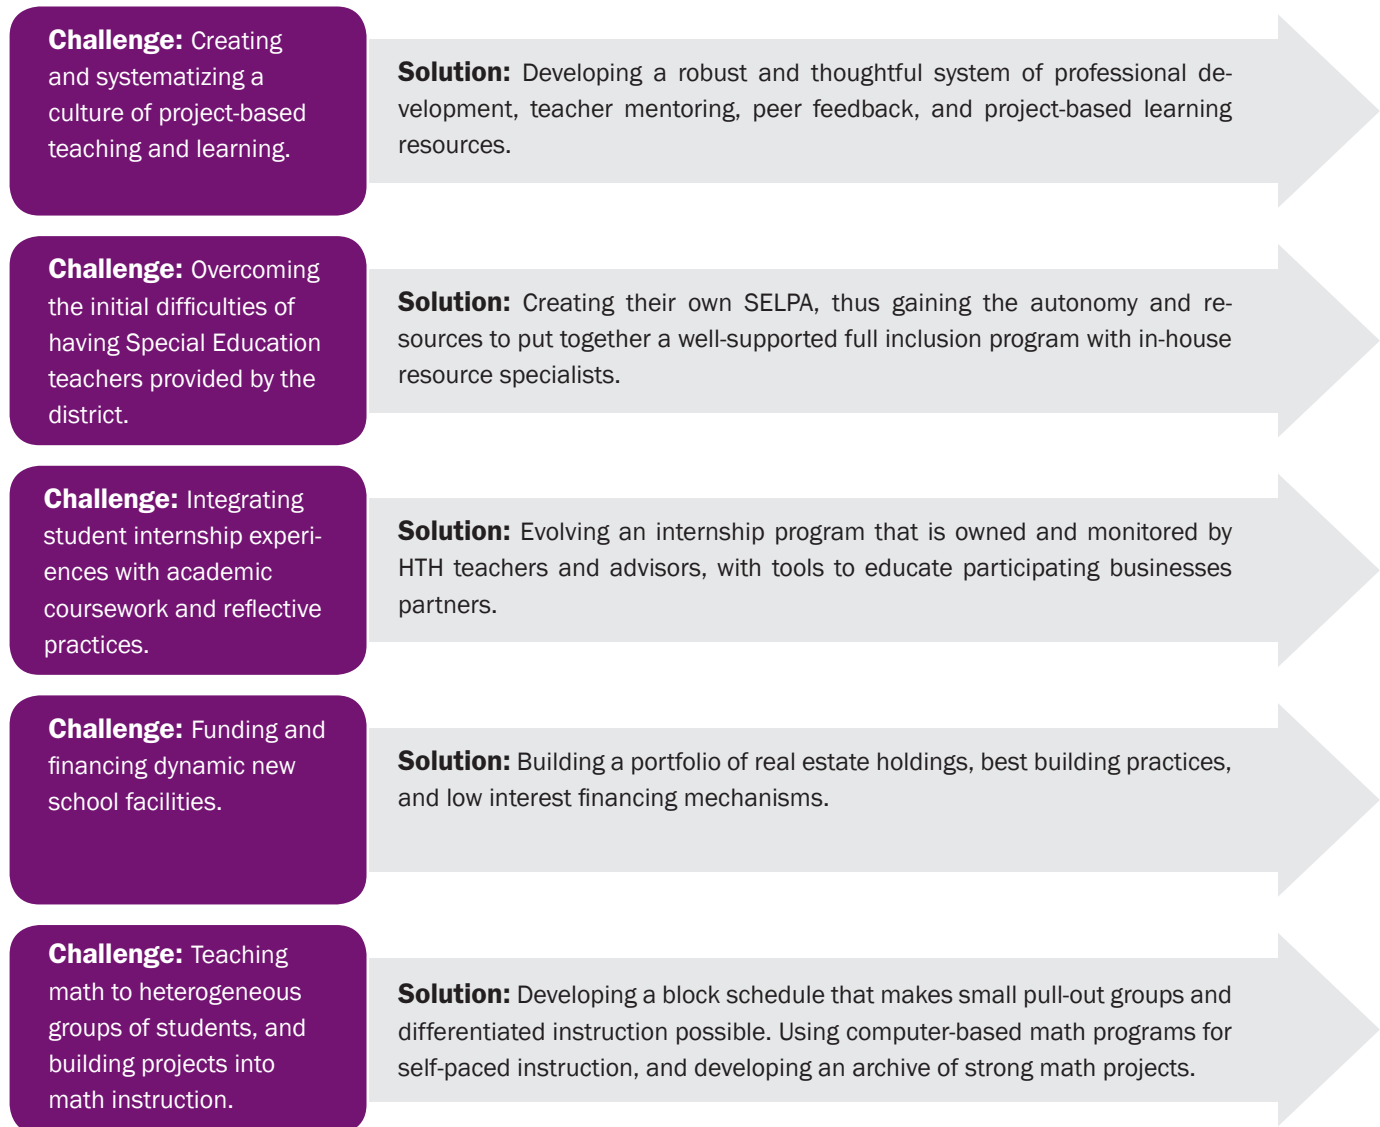 Challenge: Creating
and systematizing a
culture of project-based
teaching and learning.
Solution: Developing a robust and thoughtful system of professional de-
velopment, teacher mentoring, peer feedback, and project-based learning
resources.
Challenge: Overcoming
the initial difficulties of
having Special Education
teachers provided by the
district.
Solution: Creating their own SELPA, thus gaining the autonomy and re-
sources to put together a well-supported full inclusion program with in-house
resource specialists.
Challenge: Integrating
student internship experi-
ences with academic
coursework and reflective
practices.
Solution: Evolving an internship program that is owned and monitored by
HTH teachers and advisors, with tools to educate participating businesses
partners.
Challenge: Funding and
financing dynamic new
school facilities.
Solution: Building a portfolio of real estate holdings, best building practices,
and low interest financing mechanisms.
Challenge: Teaching
math to heterogeneous
groups of students, and
building projects into
math instruction.
Solution: Developing a block schedule that makes small pull-out groups and
differentiated instruction possible. Using computer-based math programs for
self-paced instruction, and developing an archive of strong math projects.